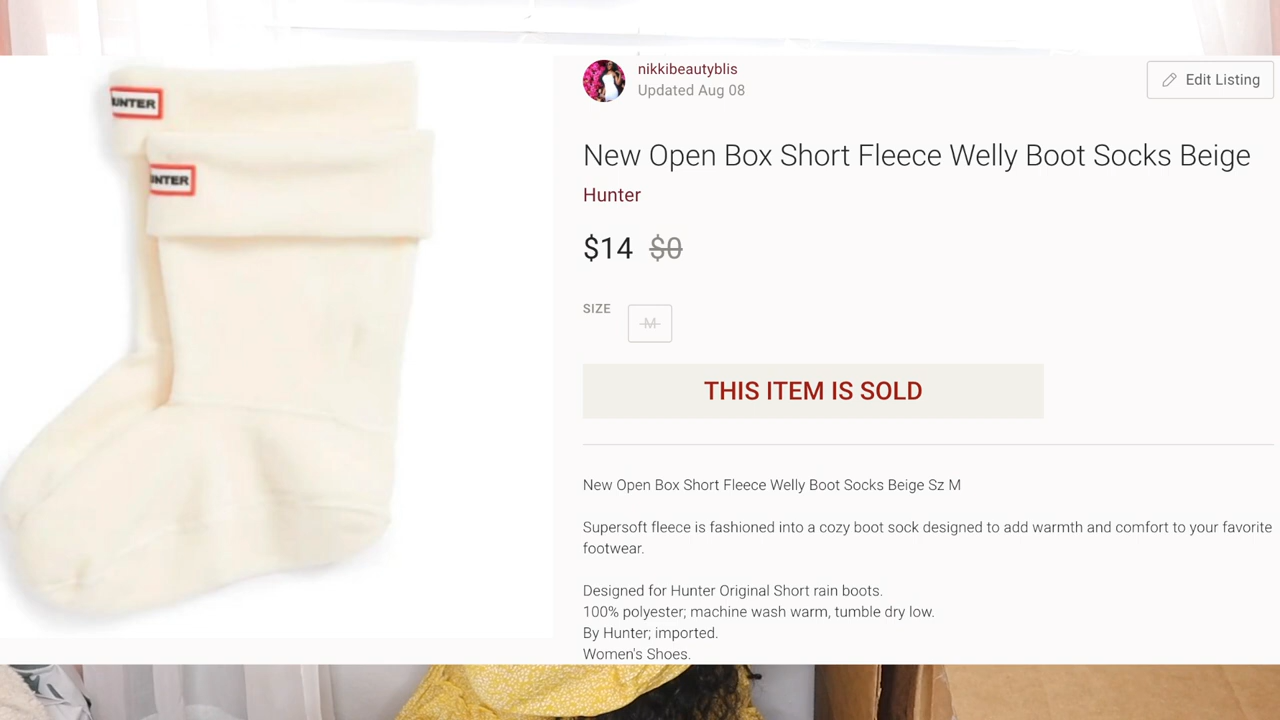 UNTER
UNTER
nikkibeautyblis
Updated Aug 08
Edit Listing
New Open Box Short Fleece Welly Boot Socks Beige
Hunter
$14 $0
SIZE
M
THIS ITEM IS SOLD
New Open Box Short Fleece Welly Boot Socks Beige Sz M
Supersoft fleece is fashioned into a cozy boot sock designed to add warmth and comfort to your favorite
footwear.
Designed for Hunter Original Short rain boots.
100% polyester; machine wash warm, tumble dry low.
By Hunter; imported.
Women's Shoes.